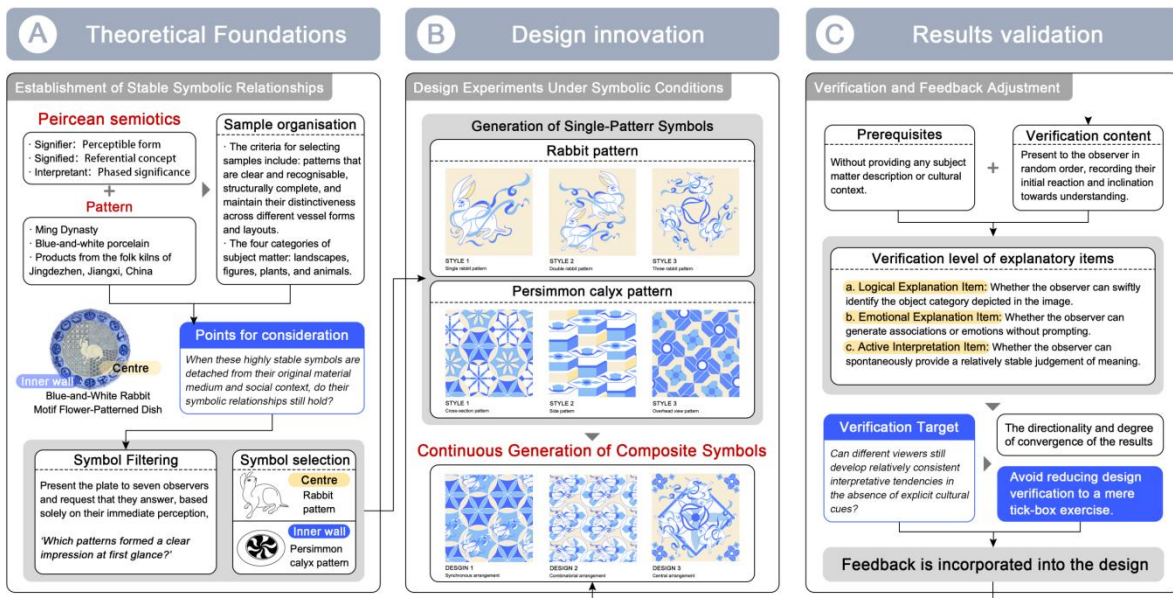 A
Theoretical Foundations
Establishment of Stable Symbolic Relationships
Peircean semiotics
· Signifier: Perceptible form
· Signified: Referential concept
· Interpretant: Phased significance
+
Pattern
· Ming Dynasty
· Blue-and-white porcelain
· Products from the folk kilns of
Jingdezhen, Jiangxi, China
Sample organisation
· The criteria for selecting
samples include: patterns that
are clear and recognisable,
structurally complete, and
maintain their distinctiveness
across different vessel forms
and layouts.
· The four categories of
subject matter: landscapes,
figures, plants, and animals.
Centre
Inner wall
Blue-and-White Rabbit
Motif Flower-Patterned Dish
Points for consideration
When these highly stable symbols are
detached from their original material
medium and social context, do their
symbolic relationships still hold?
Symbol Filtering
Present the plate to seven observers
and request that they answer, based
solely on their immediate perception,
‘Which patterns formed a clear
impression at first glance?’
Symbol selection
Centre
Rabbit
pattern
Inner wall
Persimmon
calyx pattern
B
Design innovation
Design Experiments Under Symbolic Conditions
Generation of Single-Patterr Symbols
Rabbit pattern
STYLE 1
Single rabbit pattern
STYLE 2
Double rabbit pattern
STYLE 3
Three rabbit pattern
Persimmon calyx pattern
STYLE 1
Cross-section pattern
STYLE 2
Side pattern
STYLE 3
Overhead view pattern
Continuous Generation of Composite Symbols
DESGIN 1
Synchronous arrangement
DESIGN 2
Combinatorial arrangement
DESIGN 3
Central arrangement
C
Results validation
Verification and Feedback Adjustment
Prerequisites
Without providing any subject
matter description or cultural
context.
+
Verification content
Present to the observer in
random order, recording their
initial reaction and inclination
towards understanding.
Verification level of explanatory items
a. Logical Explanation Item: Whether the observer can swiftly
identify the object category depicted in the image.
b. Emotional Explanation Item: Whether the observer can
generate associations or emotions without prompting.
c. Active Interpretation Item: Whether the observer can
spontaneously provide a relatively stable judgement of meaning.
Verification Target
Can different viewers still
develop relatively consistent
interpretative tendencies in
the absence of explicit cultural
cues?
The directionality and degree
of convergence of the results
Avoid reducing design
verification to a mere
tick-box exercise.
Feedback is incorporated into the design